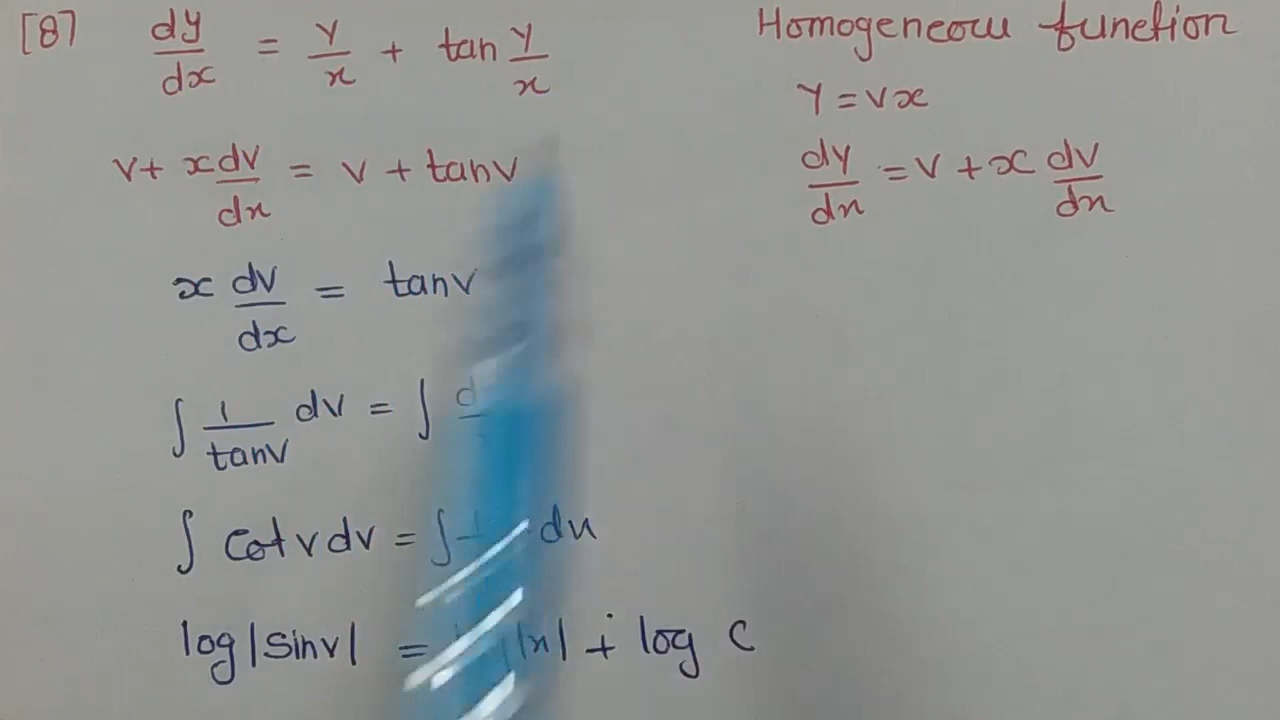 [8] dy/dx = y/x + tan y/x
Homogeneous function
y = vx
v + x dv/dx = v + tanv
dy/dx = v + x dv/dx
x dv/dx = tanv
∫ 1/tanv dv = ∫ d
∫ cotv dv = ∫ 1 dx
log|sinv| = |x| + log c